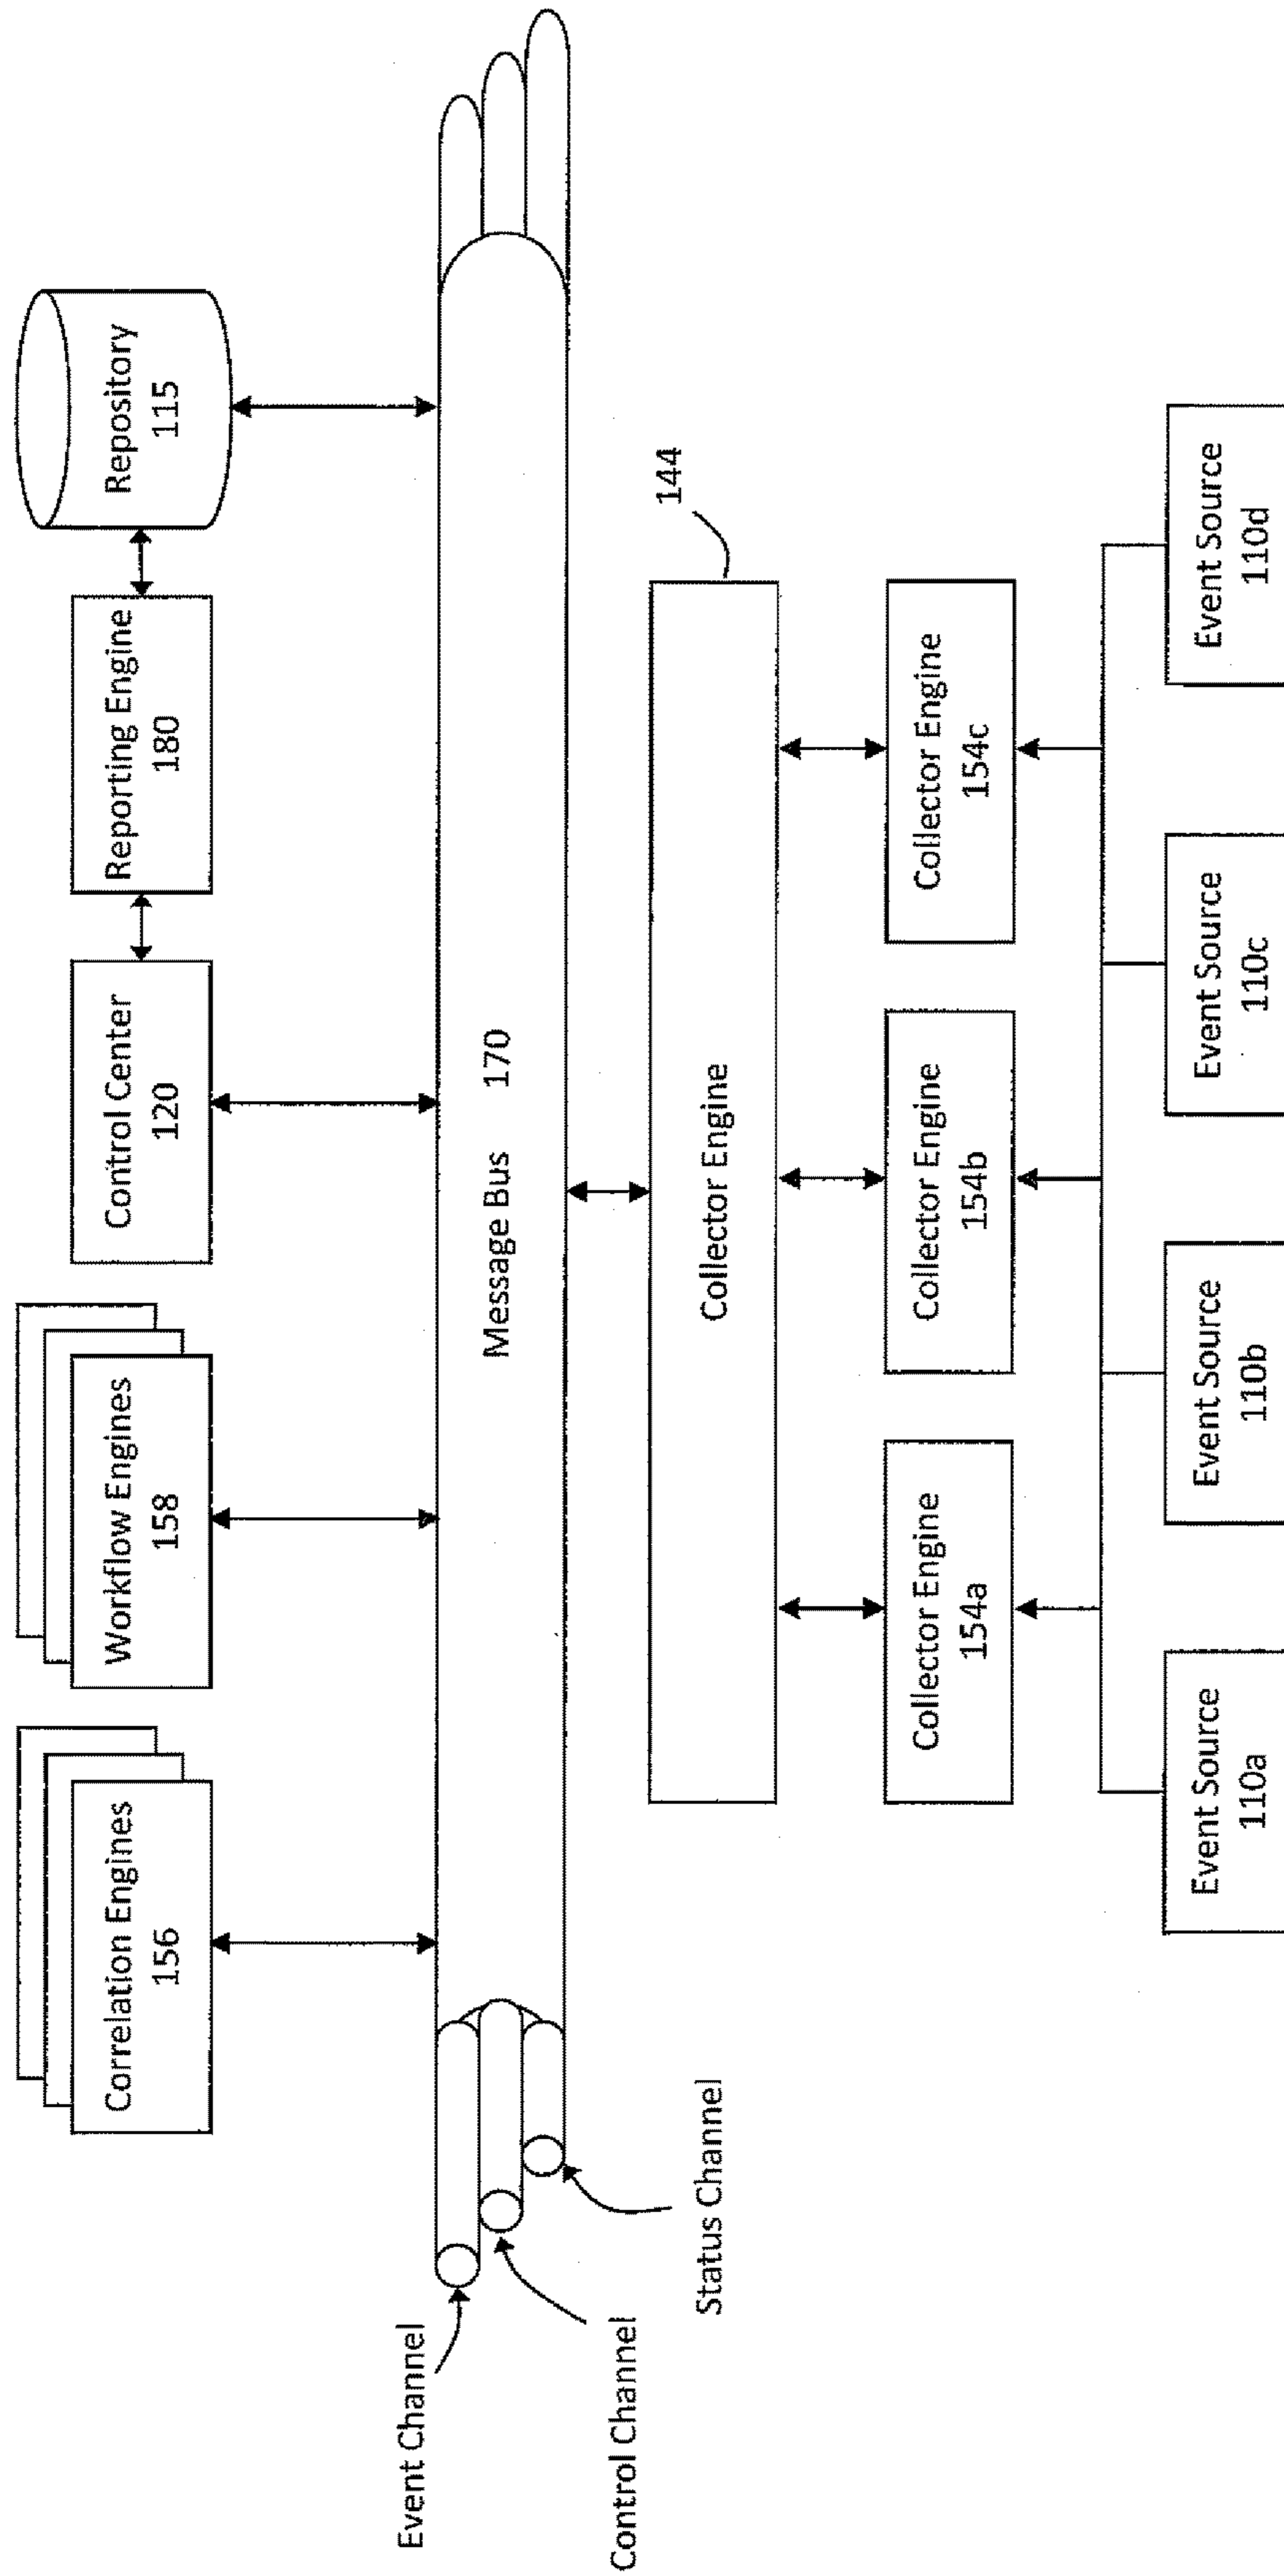 Correlation Engines
156
Workflow Engines
158
Control Center
120
Reporting Engine
180
Repository
115
Event Channel
Control Channel
Status Channel
Message Bus 170
144
Collector Engine
Collector Engine
154a
Collector Engine
154b
Collector Engine
154c
Event Source
110a
Event Source
110b
Event Source
110c
Event Source
110d